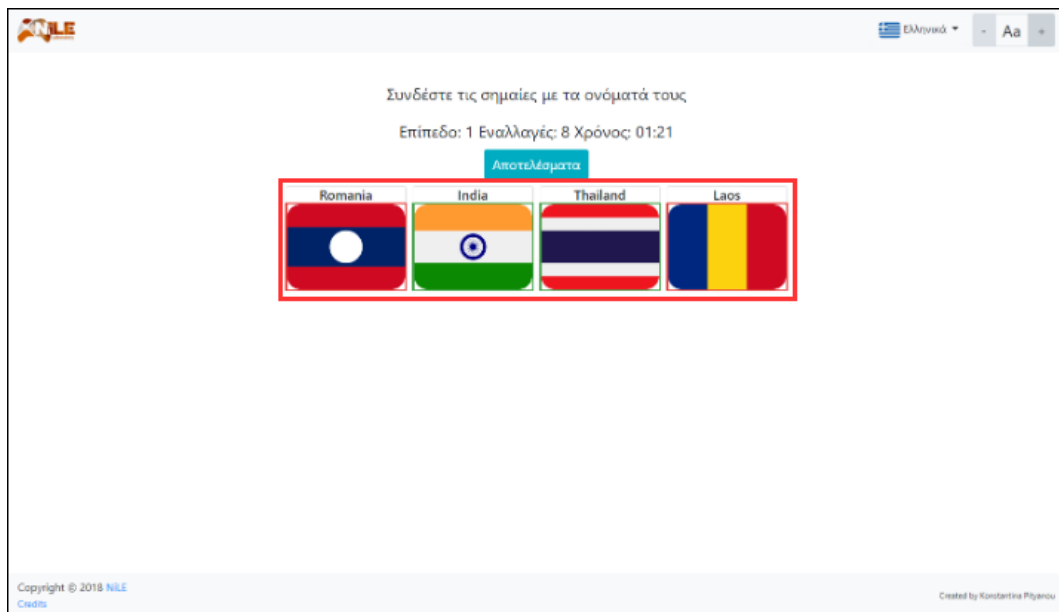 NiLE
Ελληνικά
- Aa +
Συνδέστε τις σημαίες με τα ονόματά τους
Επίπεδο: 1 Εναλλαγές: 8 Χρόνος: 01:21
Αποτελέσματα
Romania India Thailand Laos
Copyright © 2018 NiLE
Credits
Created by Konstantina Pityanou